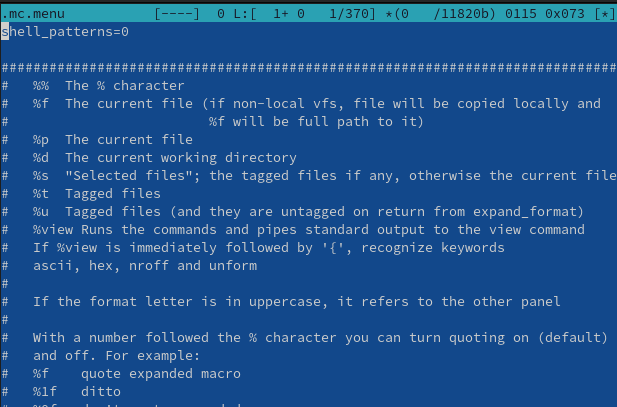 .mc.menu [----] 0 L:[ 1+ 0 1/370] *(0 /11820b) 0115 0x073 [*]
shell_patterns=0
#############################################################################
# %% The % character
# %f The current file (if non-local vfs, file will be copied locally and
# %f will be full path to it)
# %p The current file
# %d The current working directory
# %s "Selected files"; the tagged files if any, otherwise the current file
# %t Tagged files
# %u Tagged files (and they are untagged on return from expand_format)
# %view Runs the commands and pipes standard output to the view command
# If %view is immediately followed by '{', recognize keywords
# ascii, hex, nroff and unform
#
# If the format letter is in uppercase, it refers to the other panel
#
# With a number followed the % character you can turn quoting on (default)
# and off. For example:
# %f quote expanded macro
# %1f ditto